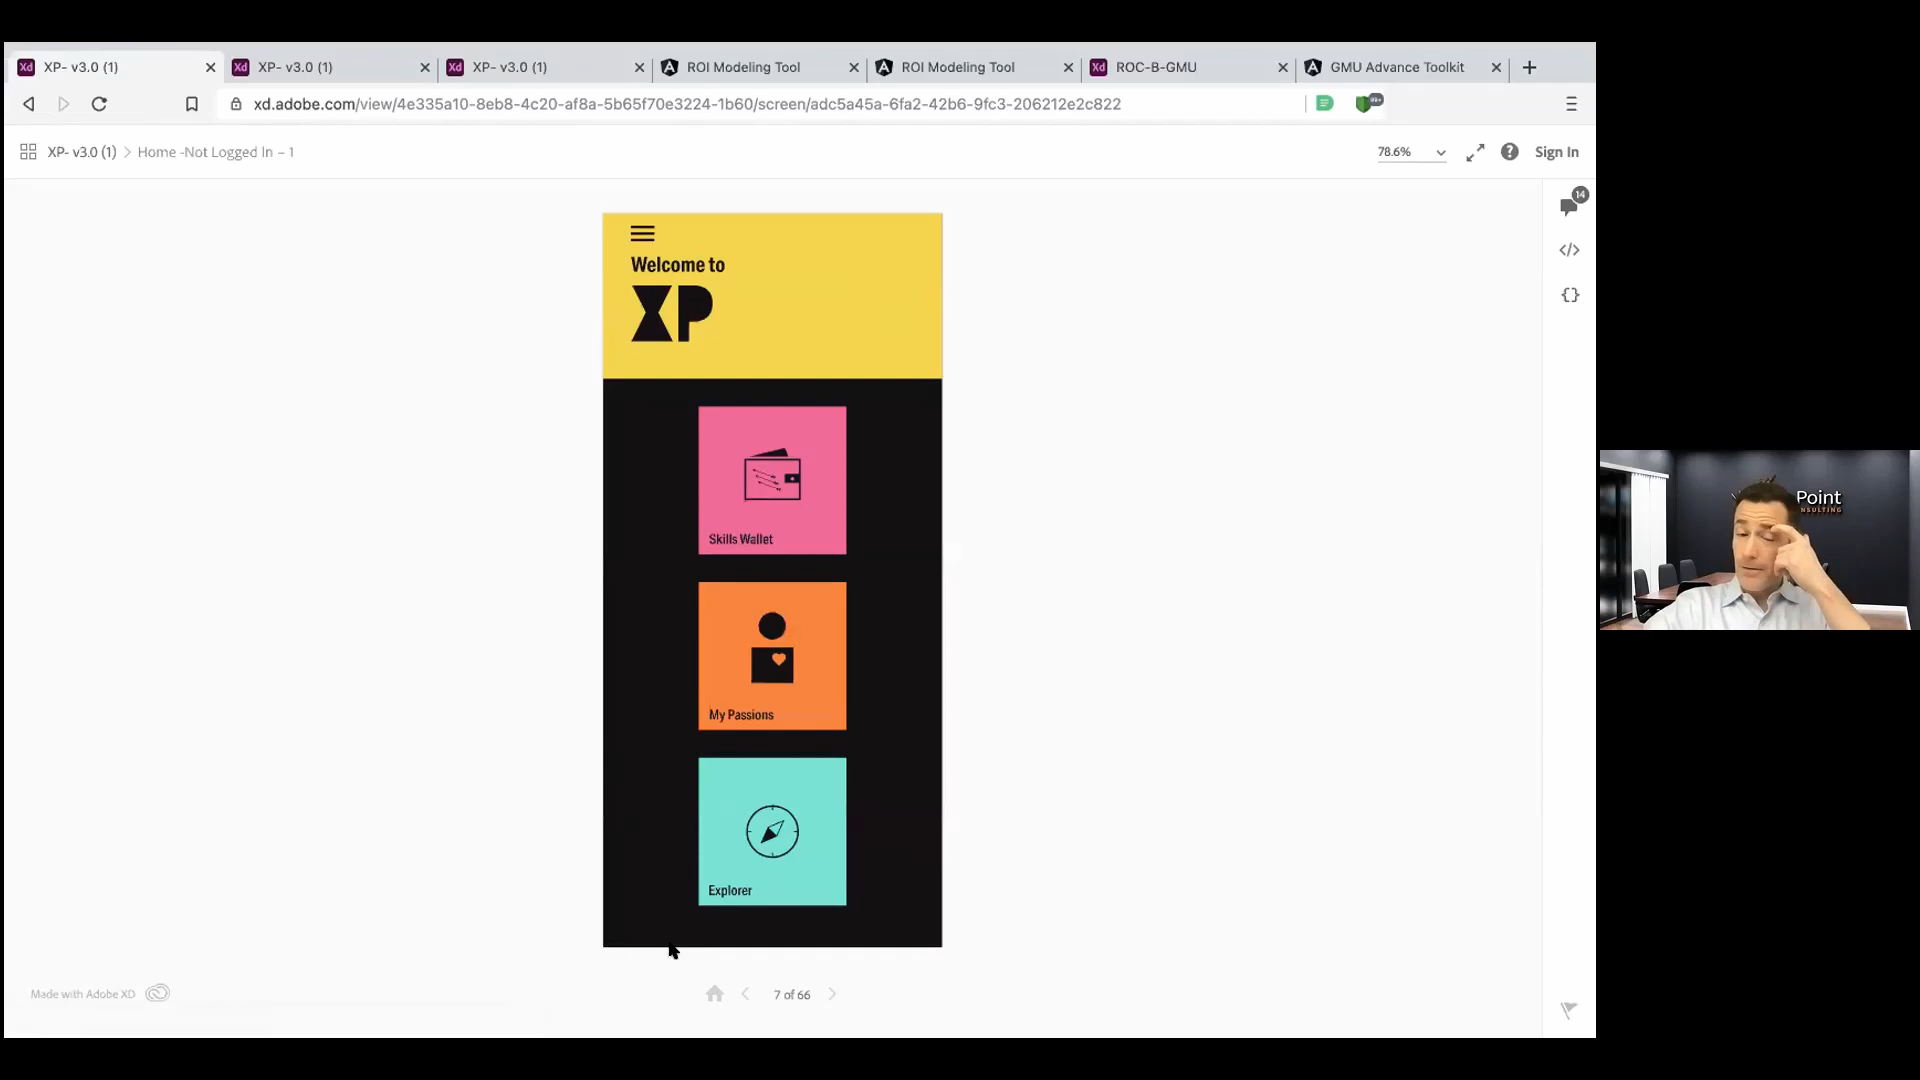 XP- v3.0 (1)
XP- v3.0 (1)
XP- v3.0 (1)
ROI Modeling Tool
ROI Modeling Tool
ROC-B-GMU
GMU Advance Toolkit
xd.adobe.com/view/4e335a10-8eb8-4c20-af8a-5b65f70e3224-1b60/screen/adc5a45a-6fa2-42b6-9fc3-206212e2c822
99+
XP- v3.0 (1) > Home -Not Logged In – 1
78.6%
Sign In
14
Welcome to
XP
Skills Wallet
My Passions
Explorer
Point
NSULTING
Made with Adobe XD
7 of 66